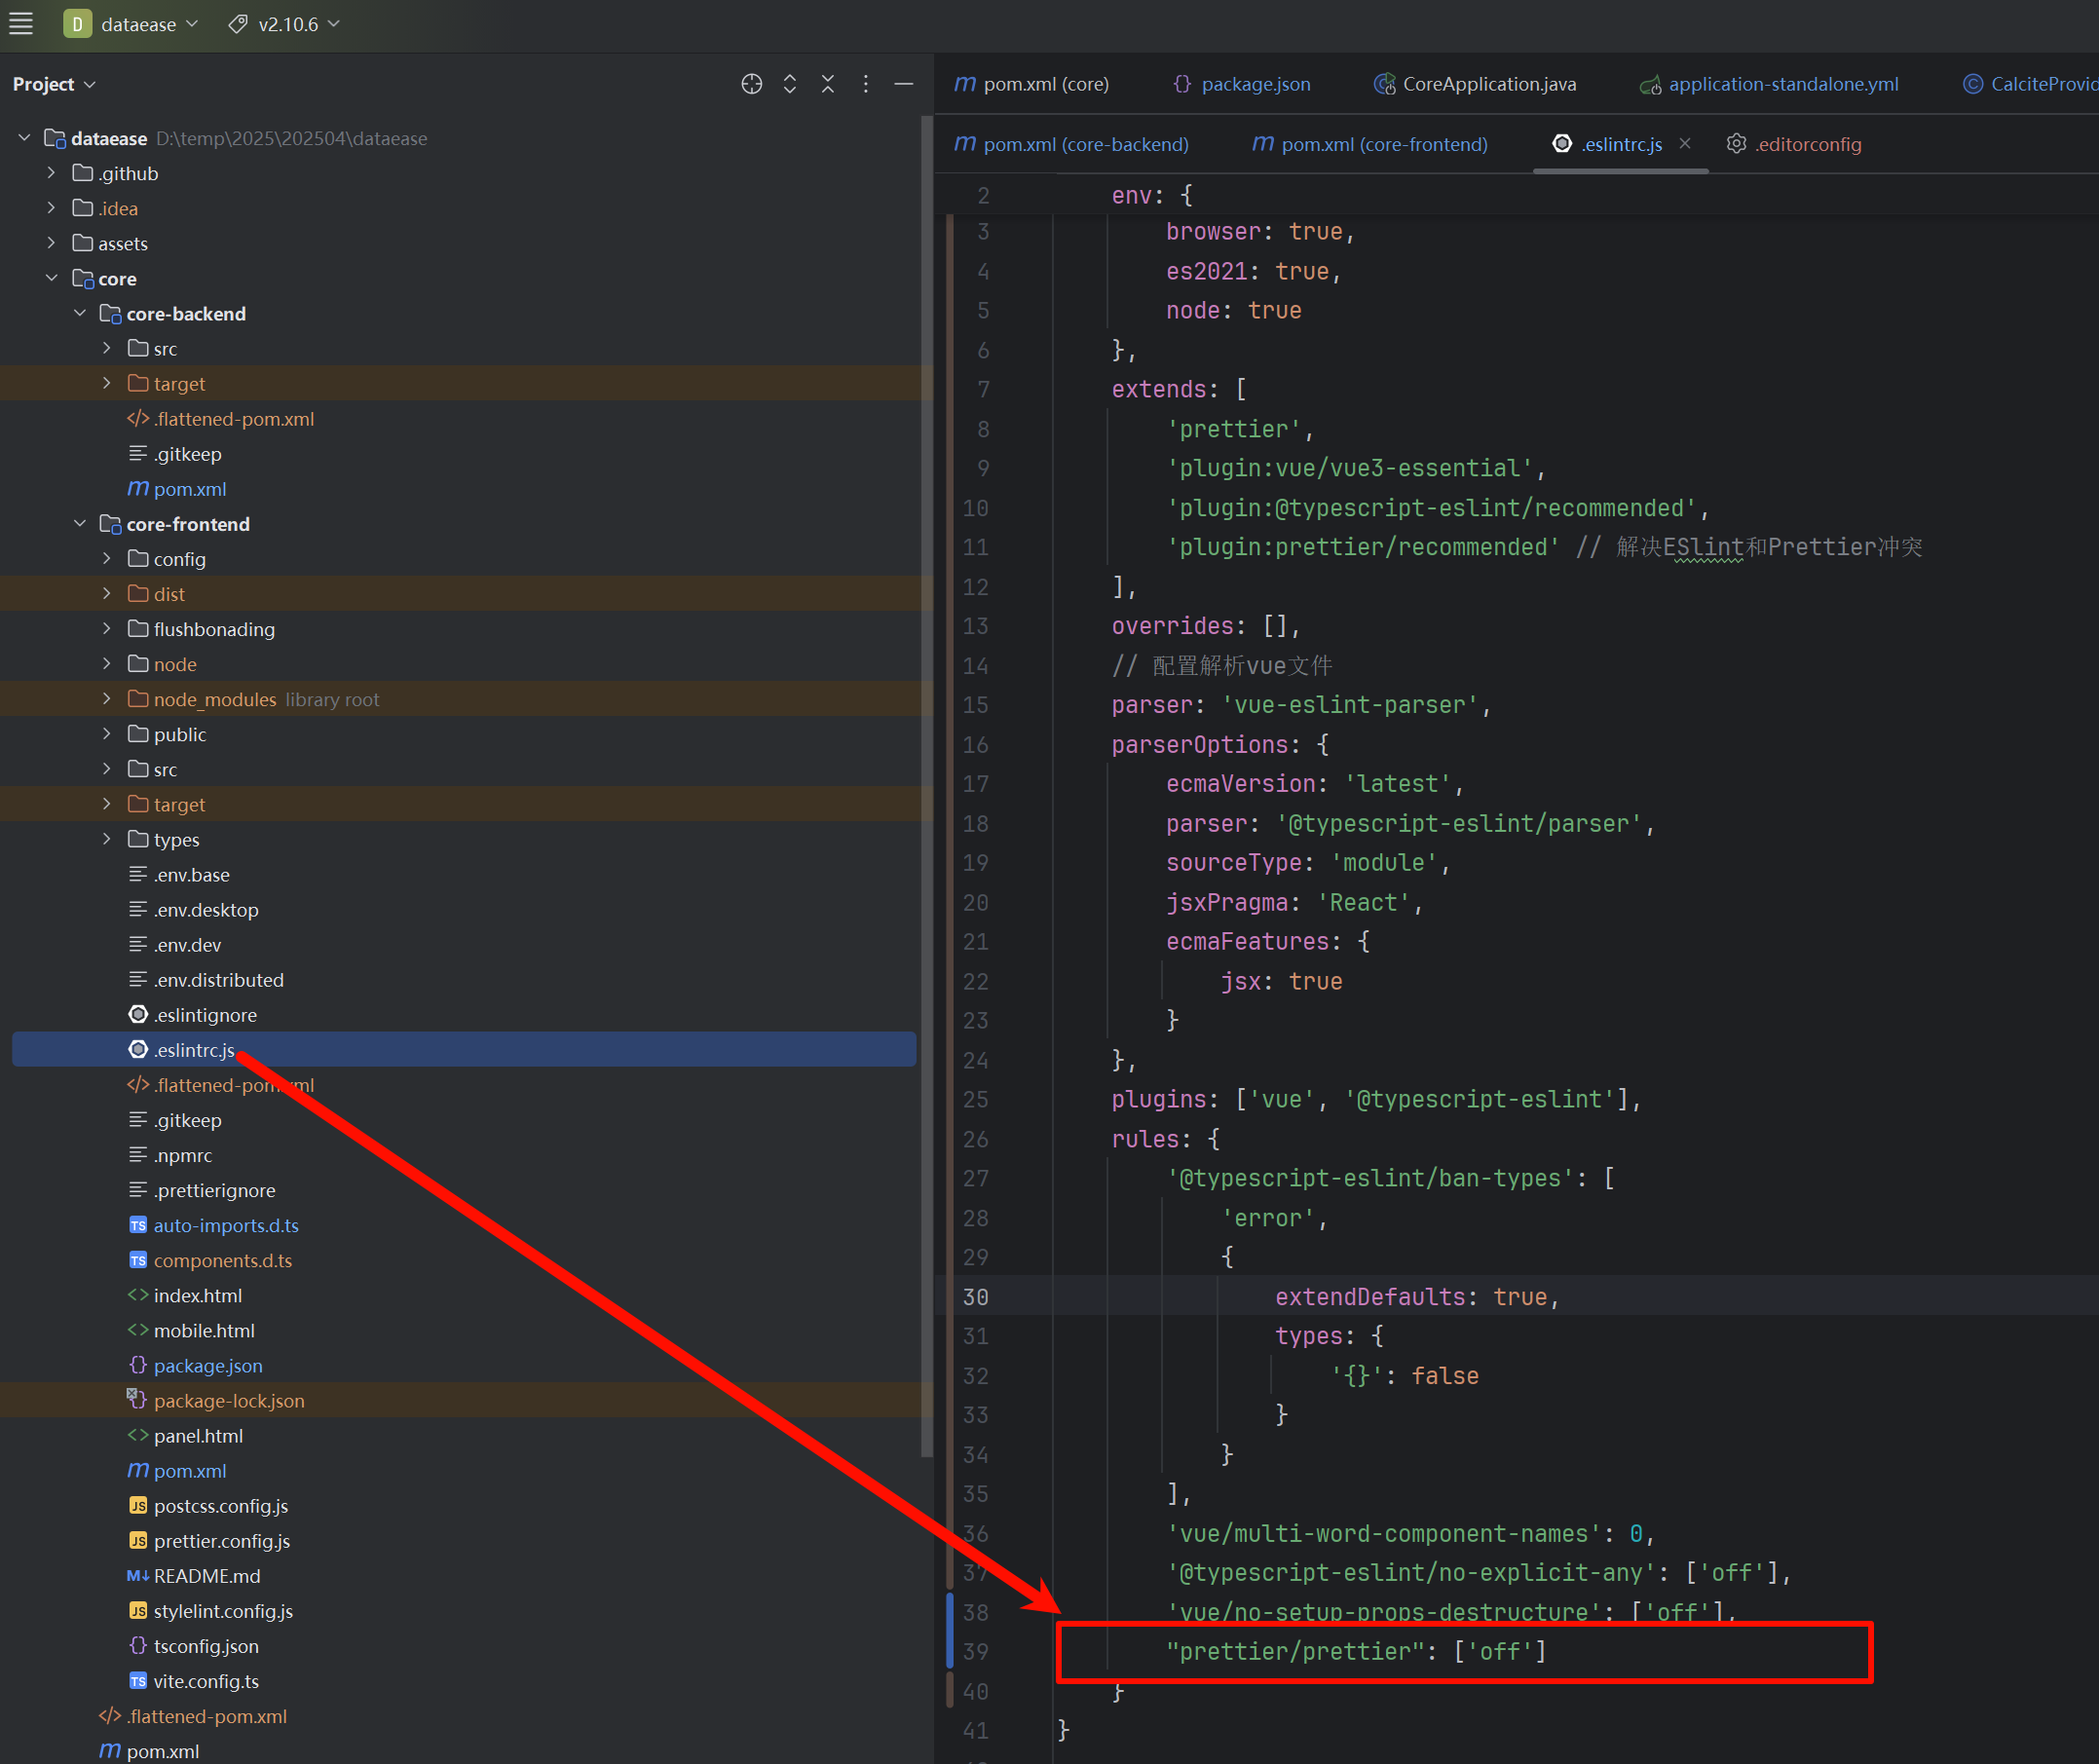 D dataease v2.10.6
Project
dataease D:\temp\2025\202504\dataease
.github
.idea
assets
core
core-backend
src
target
</> .flattened-pom.xml
.gitkeep
m pom.xml
core-frontend
config
dist
flushbonading
node
node_modules library root
public
src
target
types
.env.base
.env.desktop
.env.dev
.env.distributed
.eslintignore
.eslintrc.js
</> .flattened-pom.xml
.gitkeep
.npmrc
.prettierignore
TS auto-imports.d.ts
TS components.d.ts
<> index.html
<> mobile.html
{} package.json
{} package-lock.json
<> panel.html
m pom.xml
JS postcss.config.js
JS prettier.config.js
M↓ README.md
JS stylelint.config.js
{} tsconfig.json
TS vite.config.ts
</> .flattened-pom.xml
m pom.xml
m pom.xml (core) {} package.json CoreApplication.java application-standalone.yml C CalciteProvid
m pom.xml (core-backend) m pom.xml (core-frontend) .eslintrc.js × .editorconfig
2 env: {
3 browser: true,
4 es2021: true,
5 node: true
6 },
7 extends: [
8 'prettier',
9 'plugin:vue/vue3-essential',
10 'plugin:@typescript-eslint/recommended',
11 'plugin:prettier/recommended' // 解决ESlint和Prettier冲突
12 ],
13 overrides: [],
14 // 配置解析vue文件
15 parser: 'vue-eslint-parser',
16 parserOptions: {
17 ecmaVersion: 'latest',
18 parser: '@typescript-eslint/parser',
19 sourceType: 'module',
20 jsxPragma: 'React',
21 ecmaFeatures: {
22 jsx: true
23 }
24 },
25 plugins: ['vue', '@typescript-eslint'],
26 rules: {
27 '@typescript-eslint/ban-types': [
28 'error',
29 {
30 extendDefaults: true,
31 types: {
32 '{}': false
33 }
34 }
35 ],
36 'vue/multi-word-component-names': 0,
37 '@typescript-eslint/no-explicit-any': ['off'],
38 'vue/no-setup-props-destructure': ['off'],
39 "prettier/prettier": ['off']
40 }
41 }